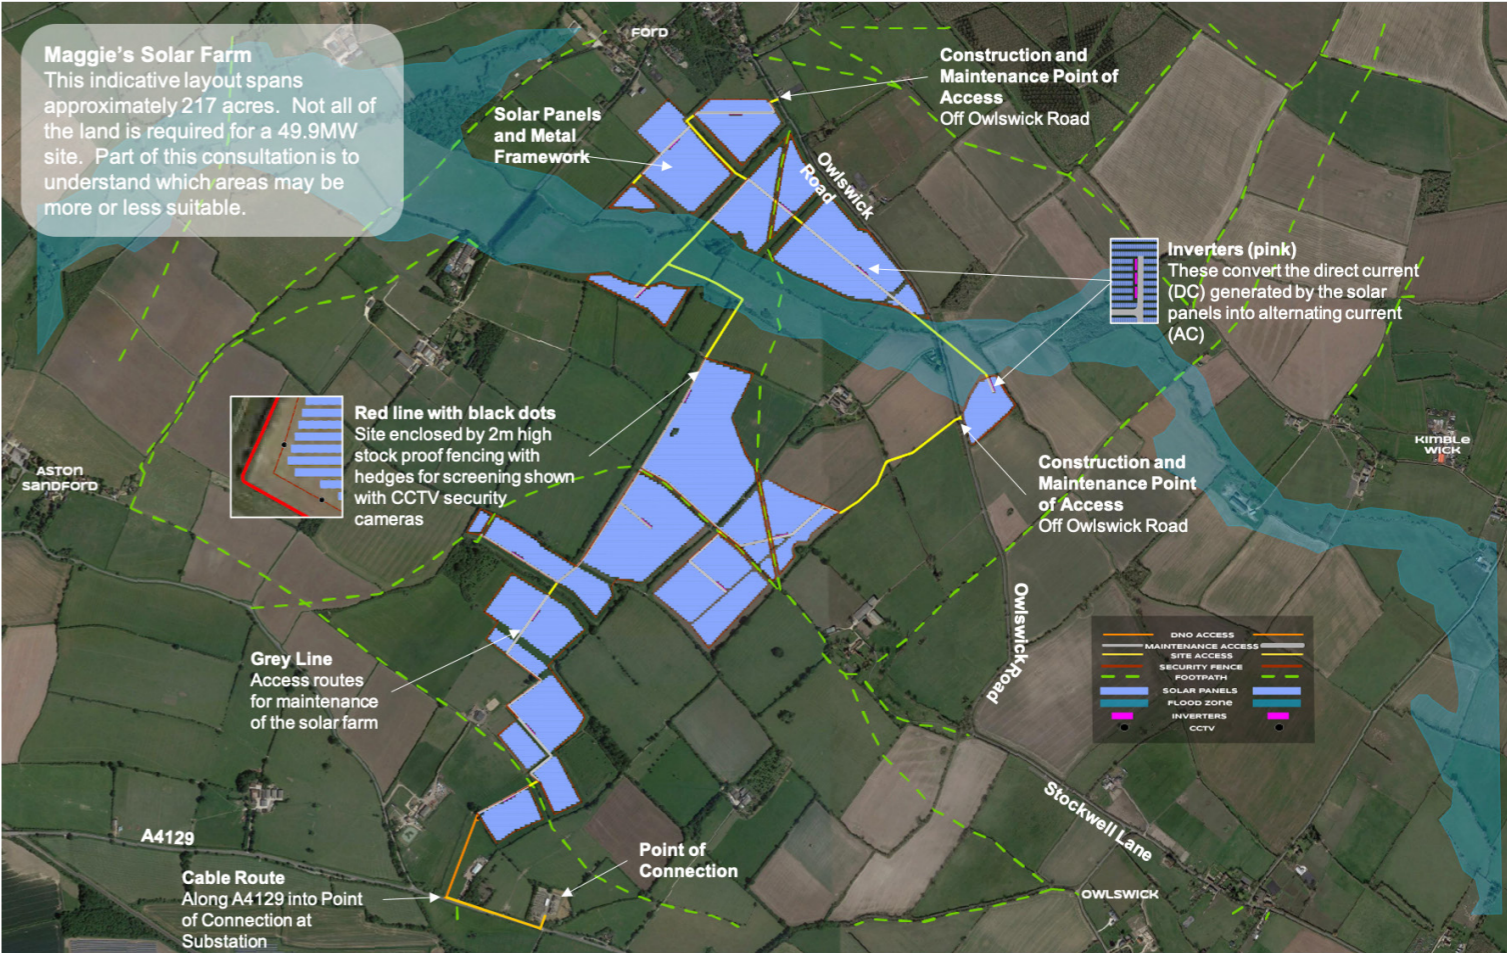 Maggie's Solar Farm
This indicative layout spans
approximately 217 acres.  Not all of
the land is required for a 49.9MW
site.  Part of this consultation is to
understand which areas may be
more or less suitable.
FORD
Construction and
Maintenance Point of
Access
Off Owlswick Road
Solar Panels
and Metal
Framework
Owlswick
Road
Inverters (pink)
These convert the direct current
(DC) generated by the solar
panels into alternating current
(AC)
Red line with black dots
Site enclosed by 2m high
stock proof fencing with
hedges for screening shown
with CCTV security
cameras
ASTON
SANDFORD
KIMBLE
WICK
Construction and
Maintenance Point
of Access
Off Owlswick Road
Owlswick
Road
Grey Line
Access routes
for maintenance
of the solar farm
DNO ACCESS
MAINTENANCE ACCESS
SITE ACCESS
SECURITY FENCE
FOOTPATH
SOLAR PANELS
FLOOD ZONE
INVERTERS
CCTV
Stockwell Lane
A4129
Point of
Connection
Cable Route
Along A4129 into Point
of Connection at
Substation
OWLSWICK